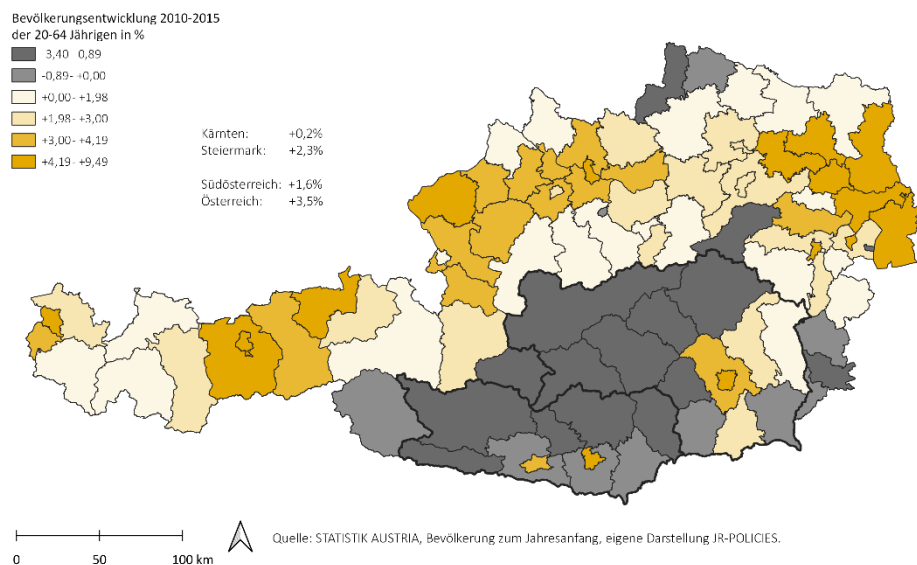 Bevölkerungsentwicklung 2010-2015
der 20-64 Jährigen in %
3,40 0,89
-0,89- +0,00
+0,00- +1,98
+1,98- +3,00
+3,00- +4,19
+4,19- +9,49
Kärnten: +0,2%
Steiermark: +2,3%
Südösterreich: +1,6%
Österreich: +3,5%
0 50 100 km
Quelle: STATISTIK AUSTRIA, Bevölkerung zum Jahresanfang, eigene Darstellung JR-POLICIES.